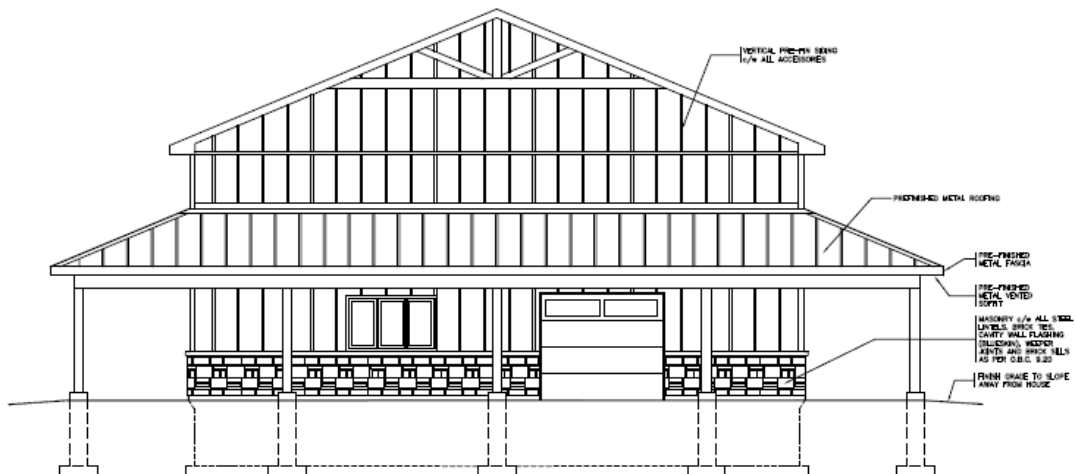 VERTICAL PRE-FIN SIDING
c/w ALL ACCESSORIES
PREFINISHED METAL ROOFING
PRE-FINISHED
METAL FASCIA
PRE-FINISHED
METAL VENTED
SOFFIT
MASONRY c/w ALL STEEL
LINTELS, BRICK TIES,
CAVITY WALL FLASHING
(BLUESKIN), WEEPER
JOINTS AND BRICK SILLS
AS PER O.B.C. 9.20
FINISH GRADE TO SLOPE
AWAY FROM HOUSE